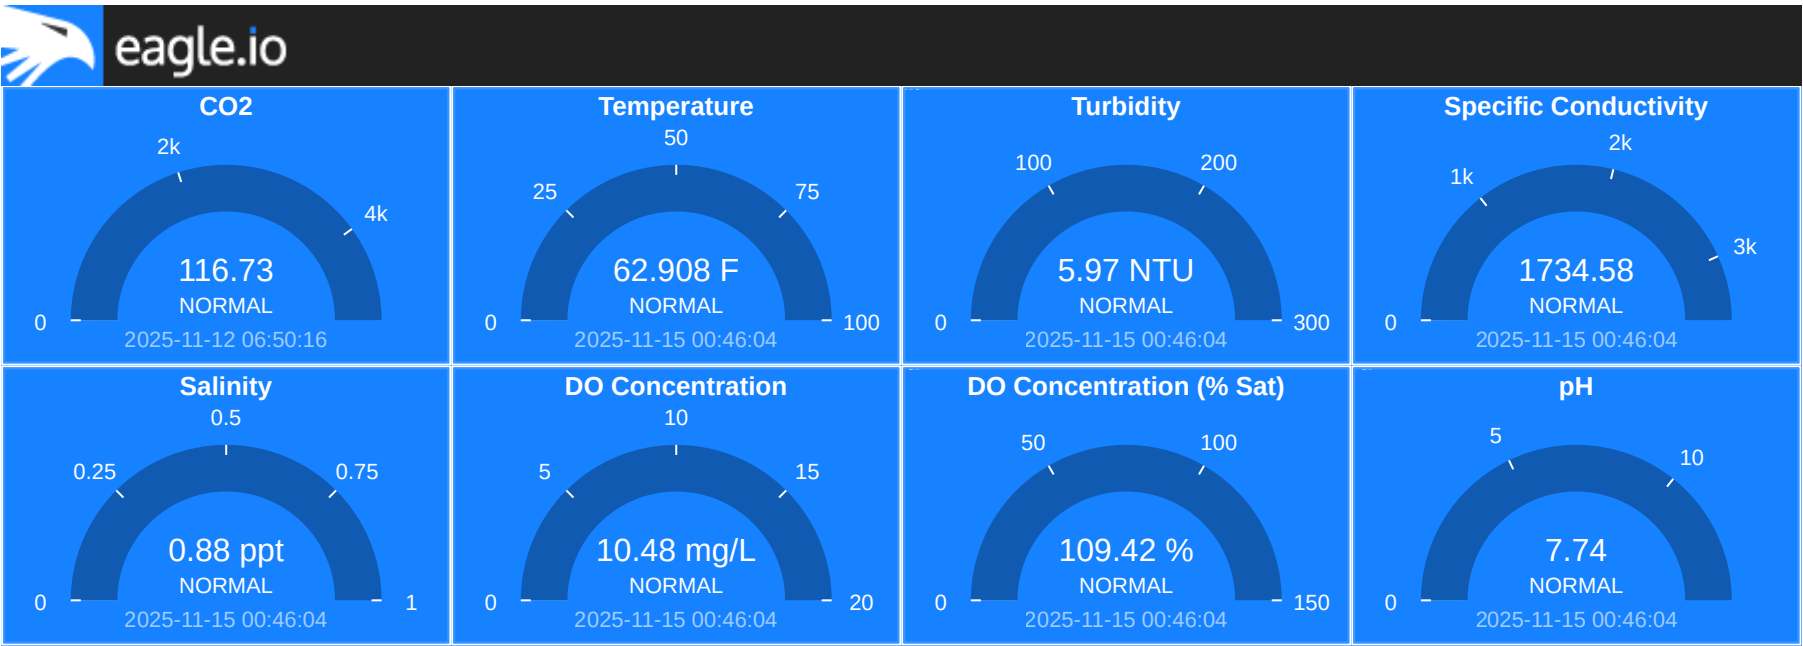 eagle.io
CO2
2k
4k
116.73
NORMAL
0
2025-11-12 06:50:16
Temperature
50
25
75
62.908 F
NORMAL
0
100
2025-11-15 00:46:04
Turbidity
100
200
5.97 NTU
NORMAL
0
300
2025-11-15 00:46:04
Specific Conductivity
2k
1k
3k
1734.58
NORMAL
0
2025-11-15 00:46:04
Salinity
0.5
0.25
0.75
0.88 ppt
NORMAL
0
1
2025-11-15 00:46:04
DO Concentration
10
5
15
10.48 mg/L
NORMAL
0
20
2025-11-15 00:46:04
DO Concentration (% Sat)
50
100
109.42 %
NORMAL
0
150
2025-11-15 00:46:04
pH
5
10
7.74
NORMAL
0
2025-11-15 00:46:04